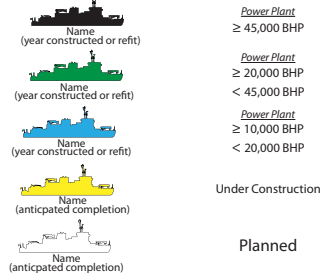 Power Plant
≥ 45,000 BHP
Name
(year constructed or refit)
Power Plant
≥ 20,000 BHP
< 45,000 BHP
Name
(year constructed or refit)
Power Plant
≥ 10,000 BHP
< 20,000 BHP
Name
(year constructed or refit)
Under Construction
Name
(anticpated completion)
Planned
Name
(anticpated completion)